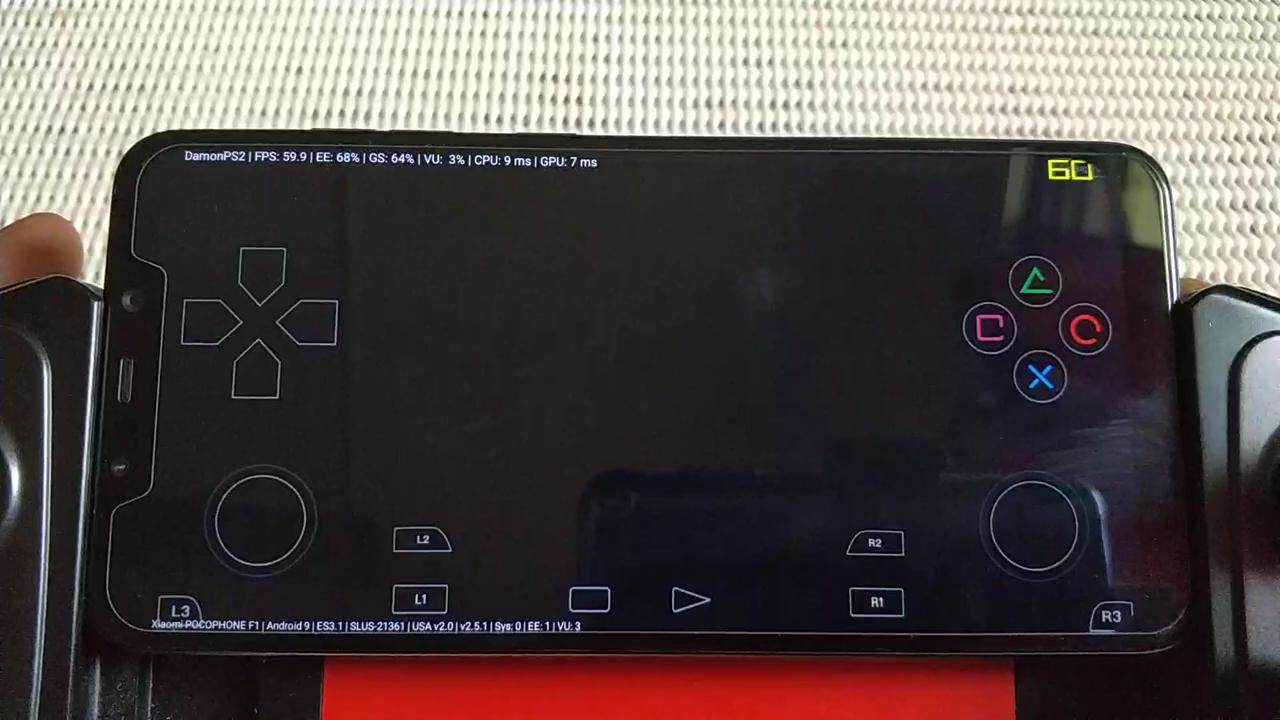 DamonPS2 | FPS: 59.9 | EE: 68% | GS: 64% | VU: 3% | CPU: 9 ms | GPU: 7 ms
60
L2
R2
L1
R1
L3
R3
Xiaomi POCOPHONE F1 | Android 9 | ES3.1 | SLUS-21361 | USA v2.0 | v2.5.1 | Sys: 0 | EE: 1 | VU: 3